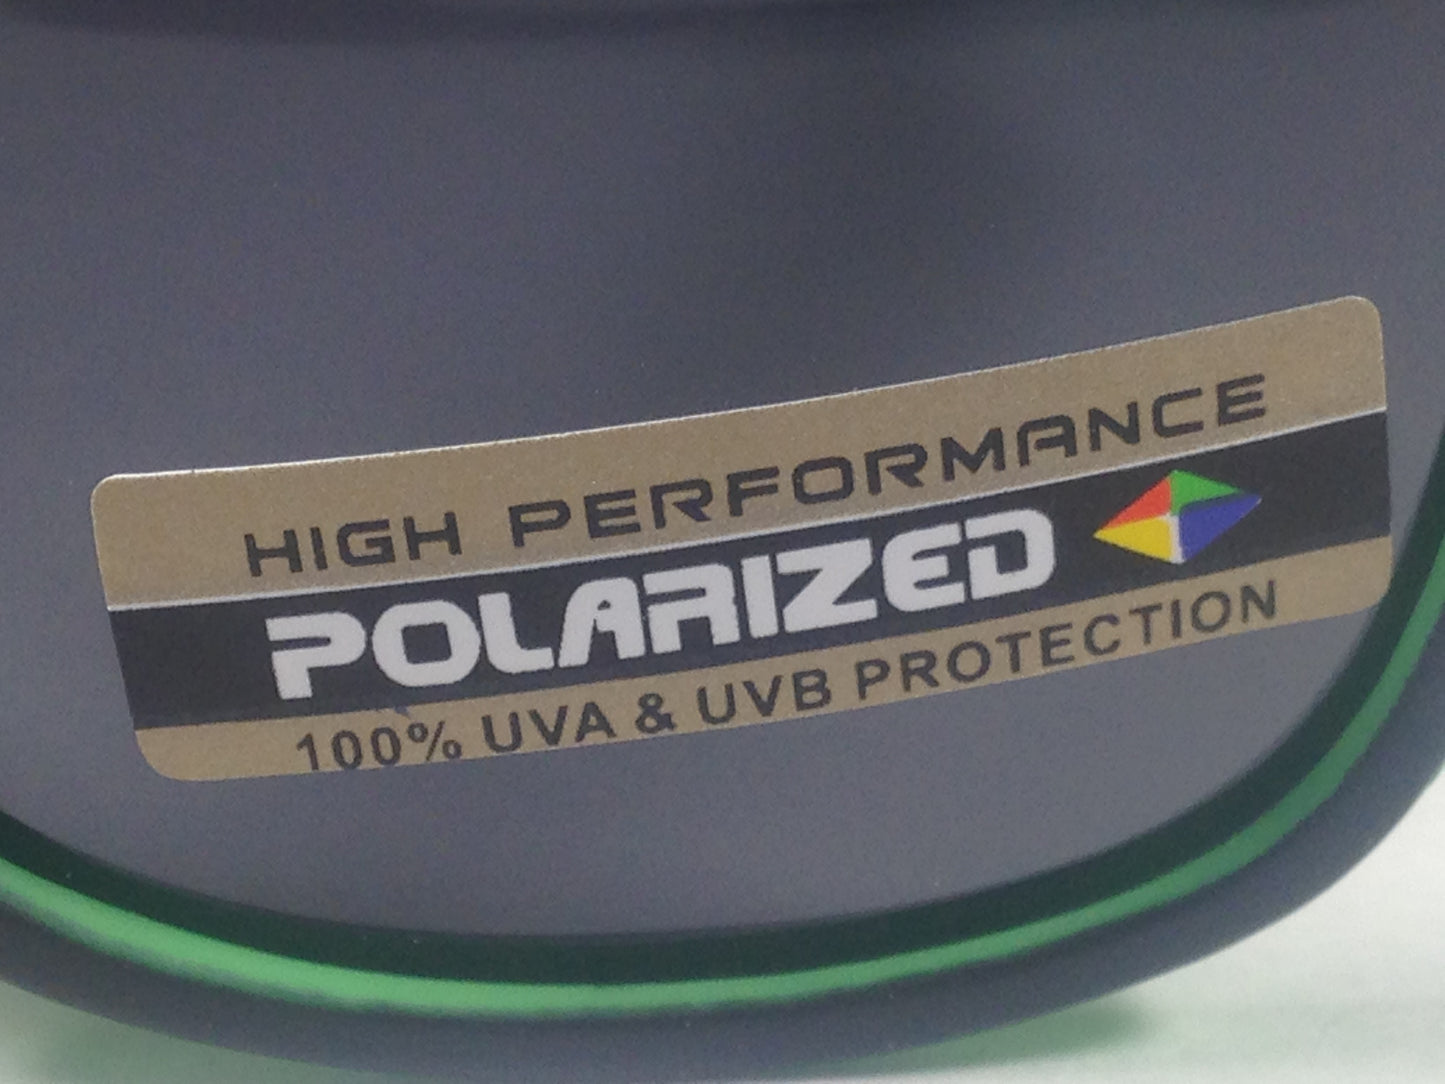 HIGH PERFORMANCE
POLARIZED
100% UVA & UVB PROTECTION